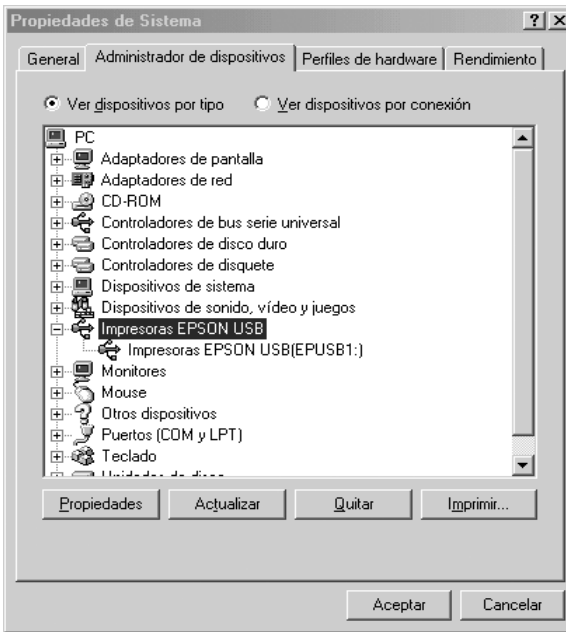 Propiedades de Sistema
General Administrador de dispositivos Perfiles de hardware Rendimiento
Ver dispositivos por tipo Ver dispositivos por conexión
PC
Adaptadores de pantalla
Adaptadores de red
CD-ROM
Controladores de bus serie universal
Controladores de disco duro
Controladores de disquete
Dispositivos de sistema
Dispositivos de sonido, vídeo y juegos
Impresoras EPSON USB
Impresoras EPSON USB(EPUSB1:)
Monitores
Mouse
Otros dispositivos
Puertos (COM y LPT)
Teclado
Propiedades Actualizar Quitar Imprimir...
Aceptar Cancelar